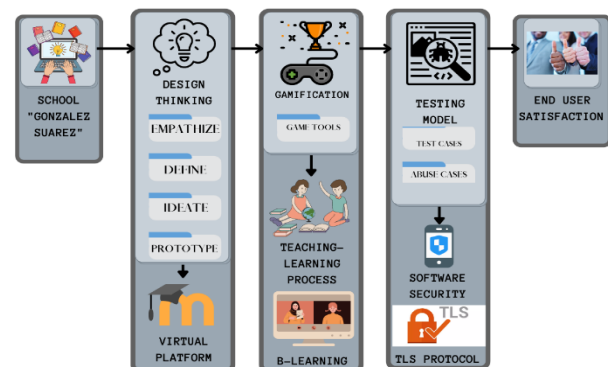 SCHOOL
"GONZALEZ
SUAREZ"
DESIGN
THINKING
EMPATHIZE
DEFINE
IDEATE
PROTOTYPE
VIRTUAL
PLATFORM
GAMIFICATION
GAME TOOLS
TEACHING-
LEARNING
PROCESS
B-LEARNING
</>
TESTING
MODEL
TEST CASES
ABUSE CASES
SOFTWARE
SECURITY
TLS
TLS PROTOCOL
END USER
SATISFACTION